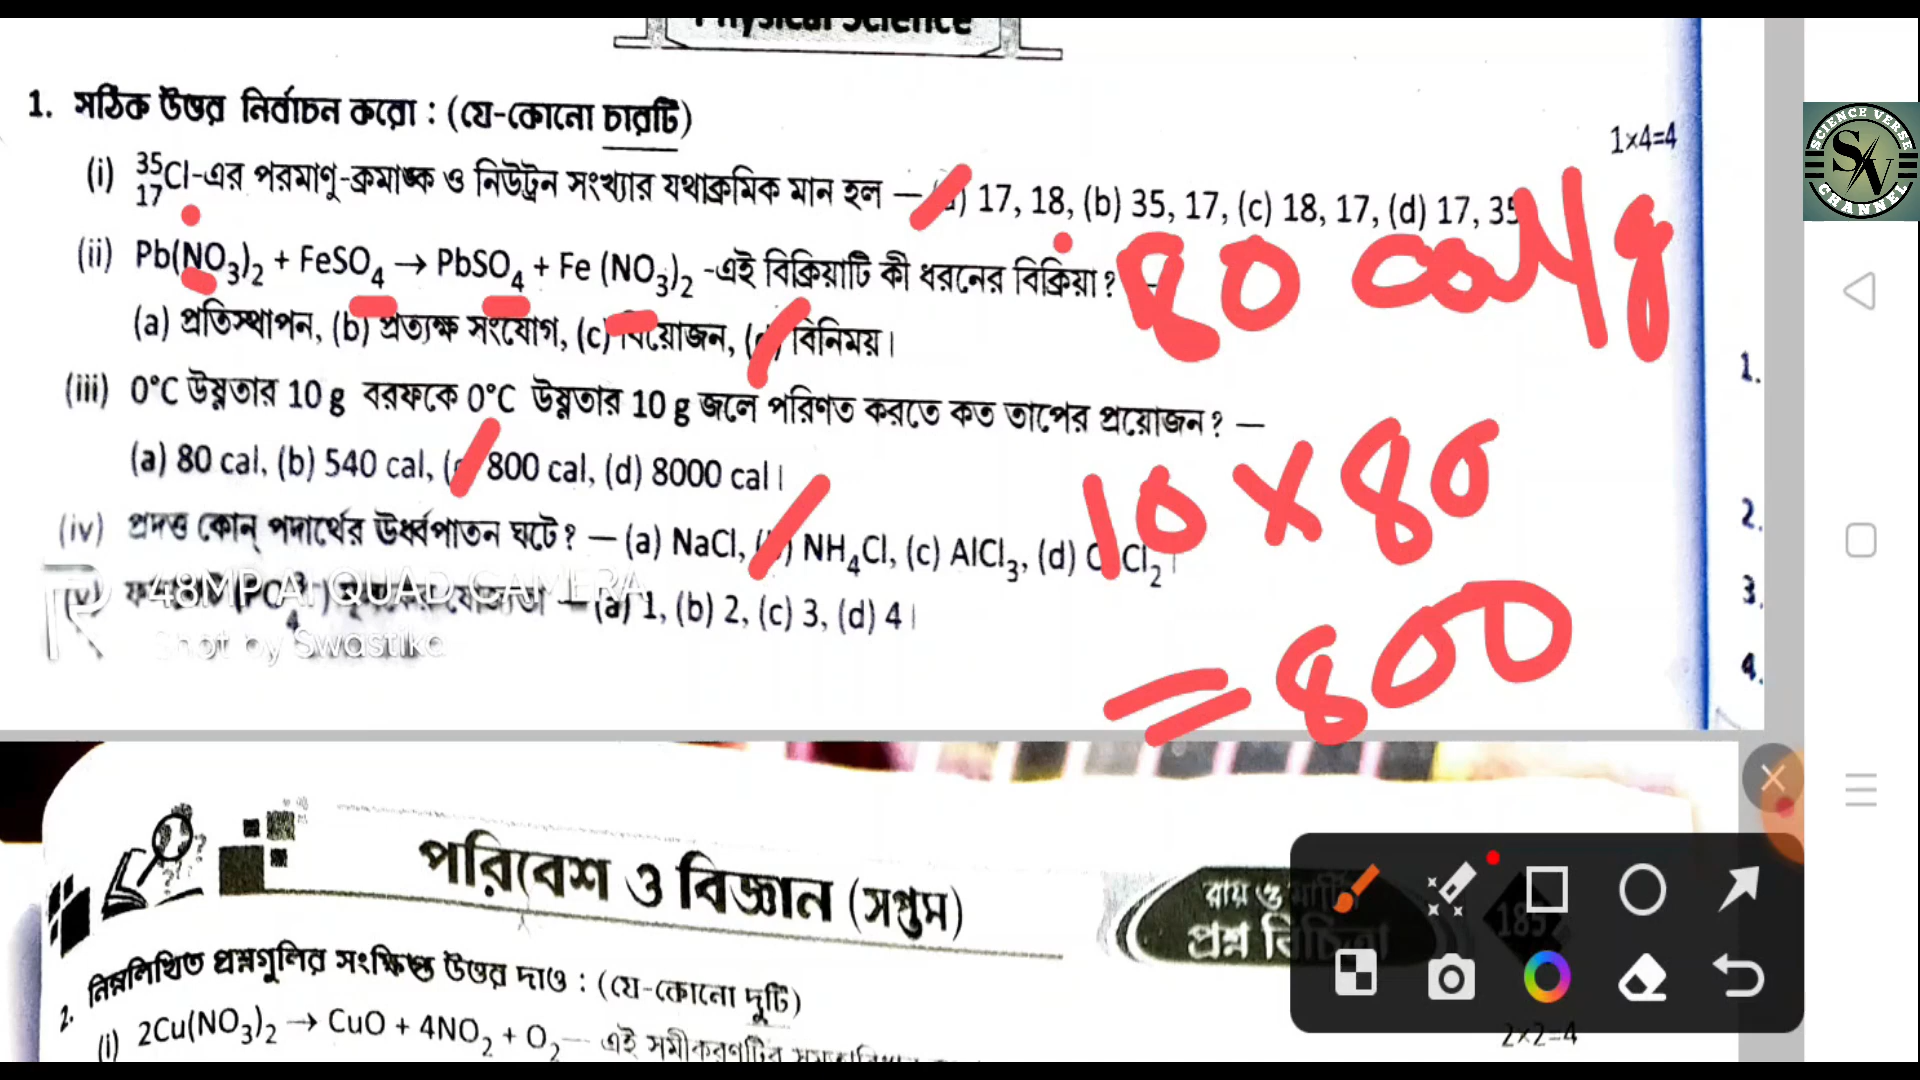 Physical Science
1. সঠিক উত্তর নির্বাচন করো : (যে-কোনো চারটি)
1×4=4
(i) ³⁵₁₇Cl-এর পরমাণু-ক্রমাঙ্ক ও নিউট্রন সংখ্যার যথাক্রমিক মান হল — 17, 18, (b) 35, 17, (c) 18, 17, (d) 17, 35
(ii) Pb(NO₃)₂ + FeSO₄ → PbSO₄ + Fe (NO₃)₂ -এই বিক্রিয়াটি কী ধরনের বিক্রিয়া ?
80 cal/g
(a) প্রতিস্থাপন, (b) প্রত্যক্ষ সংযোগ, (c) বিয়োজন, বিনিময়।
(iii) 0°C উষ্ণতার 10 g বরফকে 0°C উষ্ণতার 10 g জলে পরিণত করতে কত তাপের প্রয়োজন ? —
(a) 80 cal, (b) 540 cal, 800 cal, (d) 8000 cal।
10 × 80
(iv) প্রদত্ত কোন্ পদার্থের ঊর্ধ্বপাতন ঘটে ? — (a) NaCl, NH₄Cl, (c) AlCl₃, (d)
= 800
(v) — (a) 1, (b) 2, (c) 3, (d) 4।
48MP AI QUAD CAMERA
Shot by Swastika
1.
2.
3.
4.
SCIENCE VERSE
SV
CHANNEL
পরিবেশ ও বিজ্ঞান (সপ্তম)
রায় ও মার্টিন
প্রশ্ন বিচিত্রা
2. নিম্নলিখিত প্রশ্নগুলির সংক্ষিপ্ত উত্তর দাও : (যে-কোনো দুটি)
2×2=4
(i) 2Cu(NO₃)₂ → CuO + 4NO₂ + O₂— এই